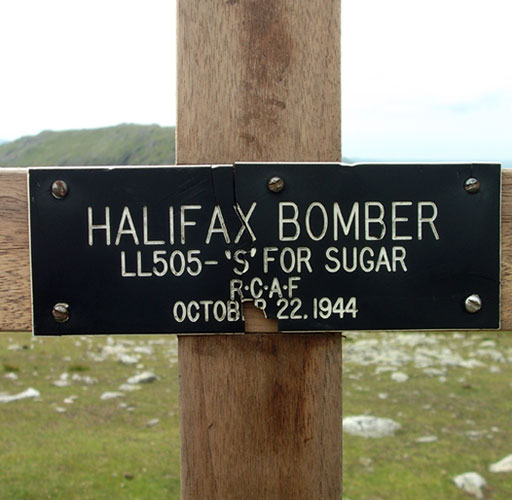 HALIFAX BOMBER
LL505-'S' FOR SUGAR
R·C·A·F
OCTOBER 22.1944